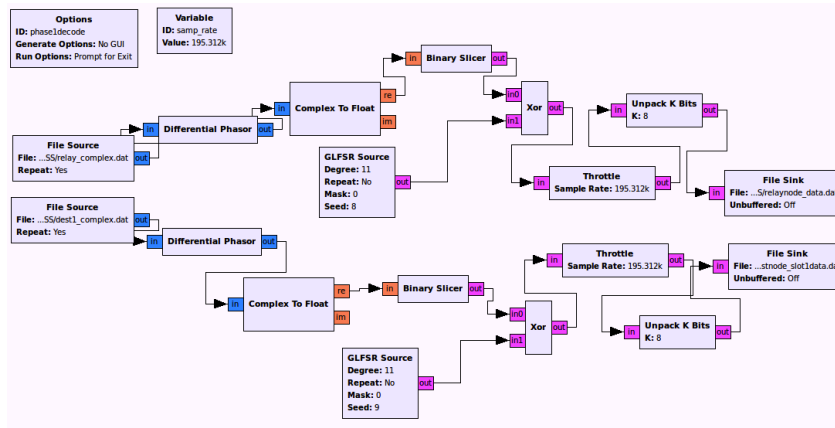 Options
ID: phase1decode
Generate Options: No GUI
Run Options: Prompt for Exit
Variable
ID: samp_rate
Value: 195.312k
File Source
File: ...SS/relay_complex.dat
Repeat: Yes
out
in
Differential Phasor
out
in
Complex To Float
re
im
in
Binary Slicer
out
GLFSR Source
Degree: 11
Repeat: No
Mask: 0
Seed: 8
out
in0
in1
Xor
out
in
Throttle
Sample Rate: 195.312k
out
in
Unpack K Bits
K: 8
out
in
File Sink
File: ...S/relaynode_data.da
Unbuffered: Off
File Source
File: ...SS/dest1_complex.dat
Repeat: Yes
out
in
Differential Phasor
out
in
Complex To Float
re
im
in
Binary Slicer
out
GLFSR Source
Degree: 11
Repeat: No
Mask: 0
Seed: 9
out
in0
in1
Xor
out
in
Throttle
Sample Rate: 195.312k
out
in
Unpack K Bits
K: 8
out
in
File Sink
File: ...stnode_slot1data.da
Unbuffered: Off